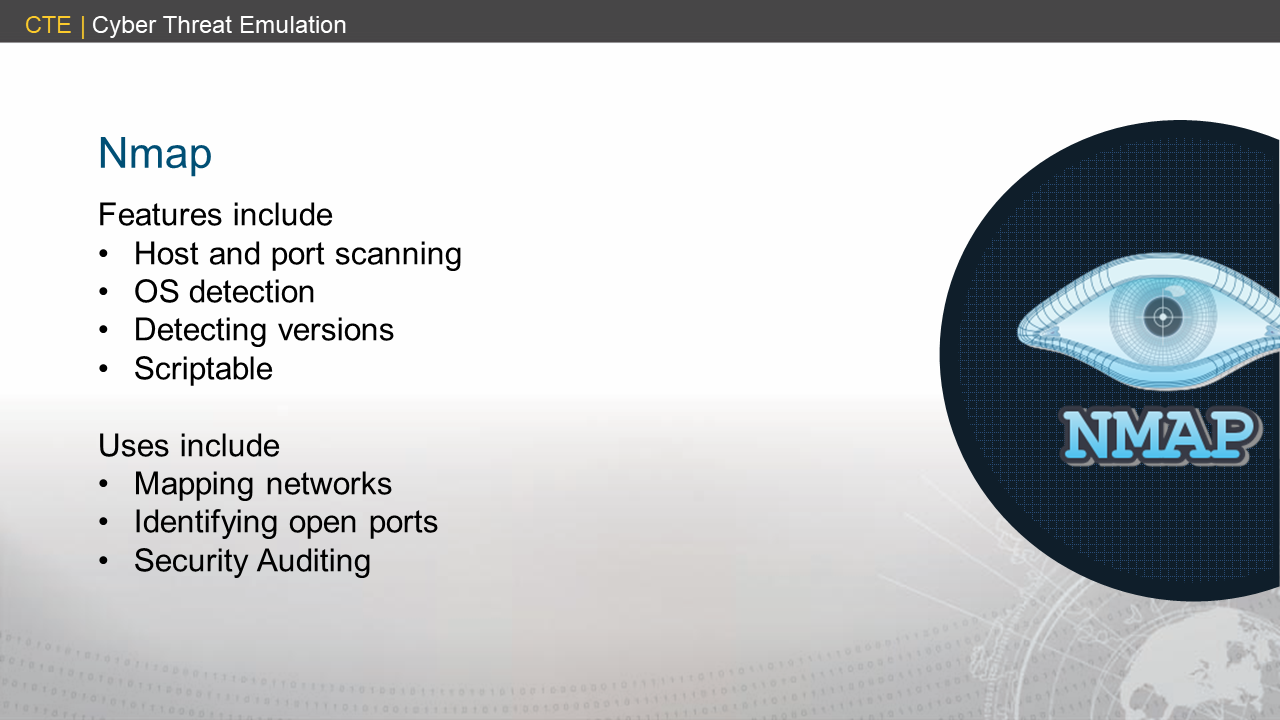 CTE | Cyber Threat Emulation
Nmap
Features include
• Host and port scanning
• OS detection
• Detecting versions
• Scriptable
Uses include
• Mapping networks
• Identifying open ports
• Security Auditing
NMAP